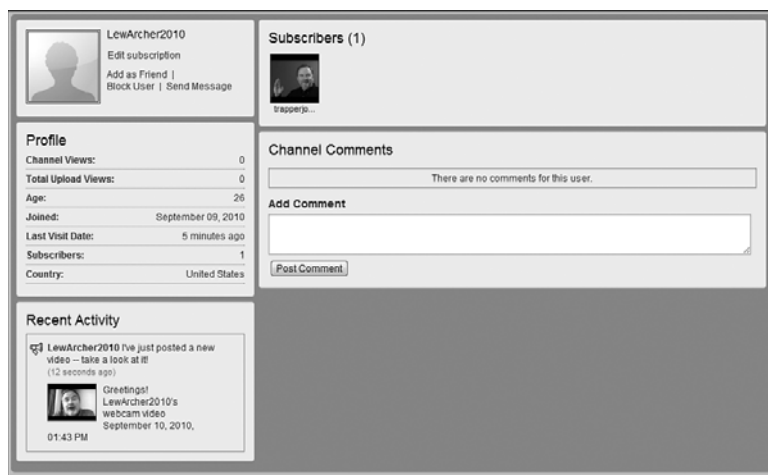 LewArcher2010
Edit subscription
Add as Friend |
Block User | Send Message
Profile
Channel Views: 0
Total Upload Views: 0
Age: 26
Joined: September 09, 2010
Last Visit Date: 5 minutes ago
Subscribers: 1
Country: United States
Recent Activity
LewArcher2010 I've just posted a new
video -- take a look at it!
(12 seconds ago)
Greetings!
LewArcher2010's
webcam video
September 10, 2010,
01:43 PM
Subscribers (1)
trapperjo...
Channel Comments
There are no comments for this user.
Add Comment
Post Comment